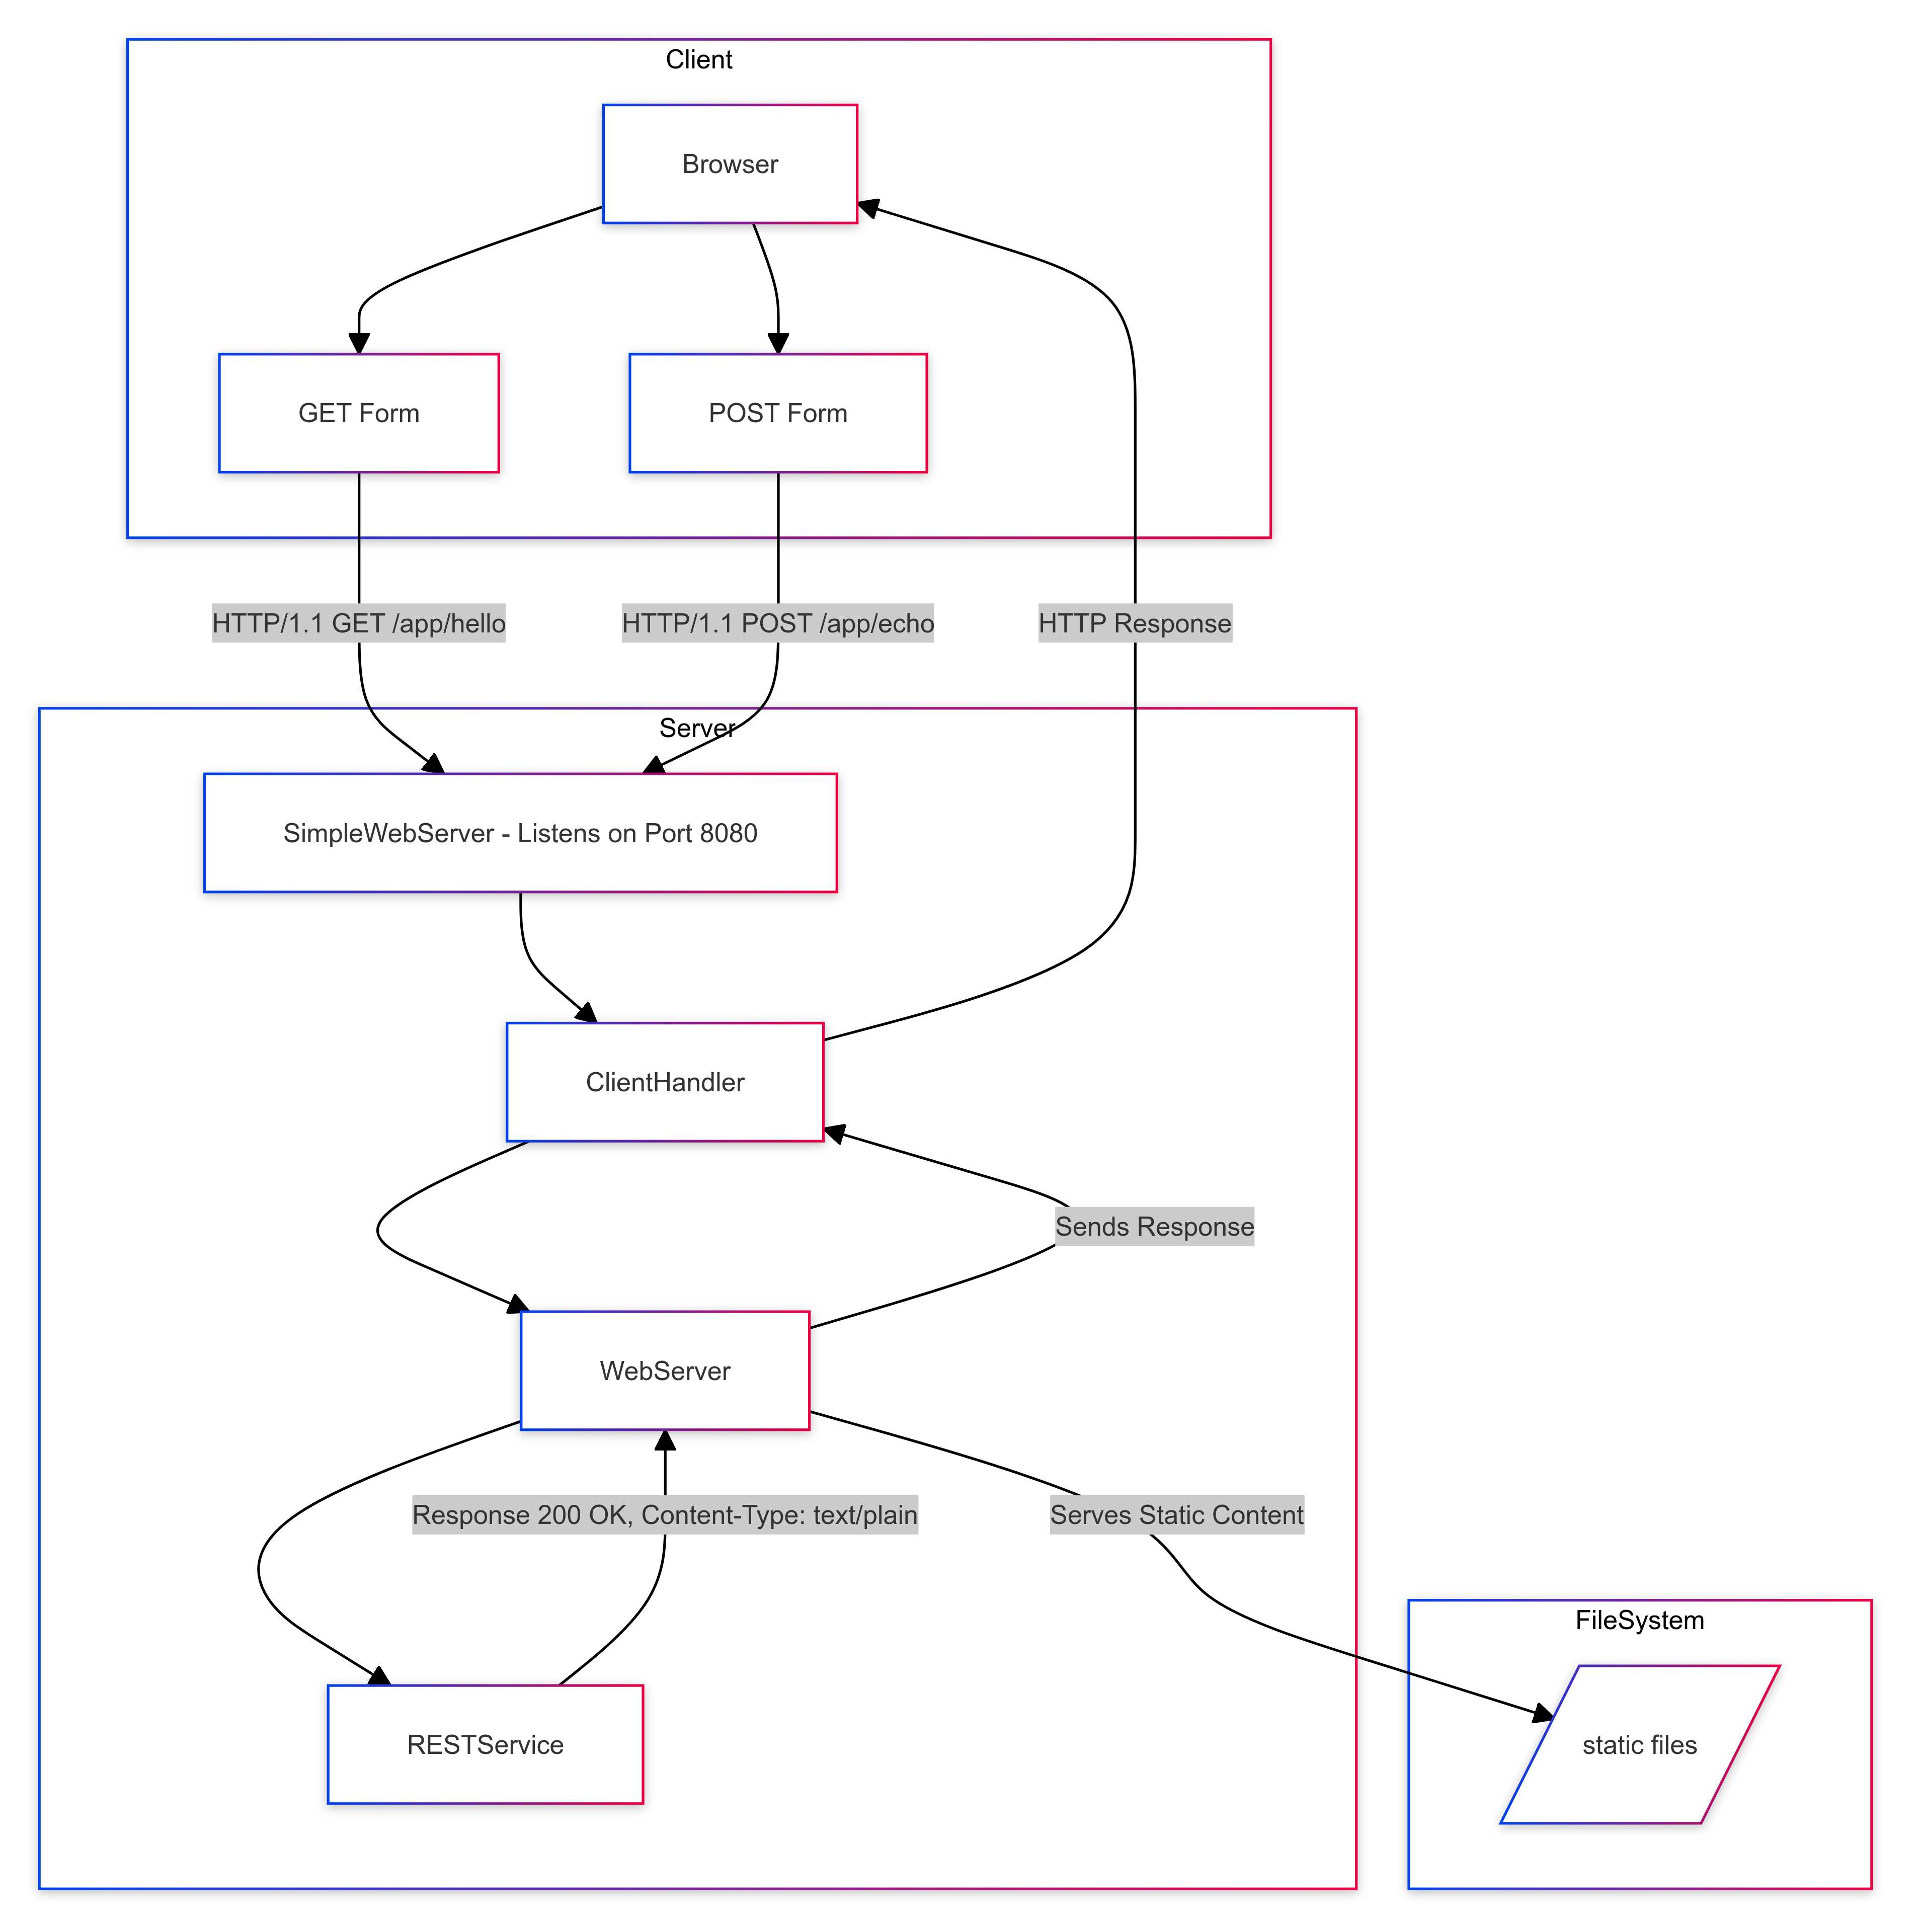 Client
Browser
GET Form
POST Form
HTTP/1.1 GET /app/hello
HTTP/1.1 POST /app/echo
HTTP Response
Server
SimpleWebServer - Listens on Port 8080
ClientHandler
Sends Response
WebServer
Response 200 OK, Content-Type: text/plain
Serves Static Content
FileSystem
RESTService
static files